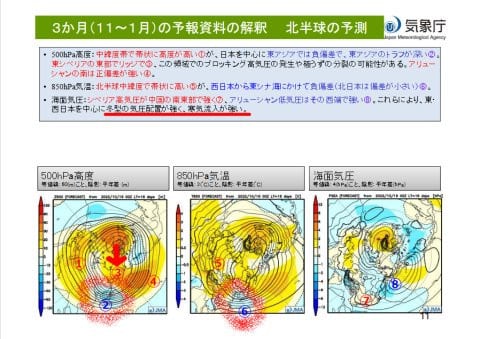 3か月(11～1月)の予報資料の解釈 北半球の予測
気象庁
Japan Meteorological Agency
• 500hPa高度:中緯度帯で帯状に高度が高い①が、日本を中心に東アジアでは負偏差で、東アジアのトラフが深い②。
東シベリアの東部でリッジで③、この領域でのブロッキング高気圧の発生や極うずの分裂の可能性がある。アリュー
シャンの南は正偏差が強い④。
• 850hPa気温:北半球中緯度で帯状に高い⑤が、西日本から東シナ海にかけて負偏差(北日本は偏差が小さい)⑥。
• 海面気圧:シベリア高気圧が中国の南東部で強く⑦、アリューシャン低気圧はその西端で強い⑧。これらにより、東・
西日本を中心に冬型の気圧配置が強く、寒気流入が強い。
500hPa高度
等値線:60(m)ごと、陰影:平年差(m)
850hPa気温
等値線:3(℃)ごと、陰影:平年差(℃)
海面気圧
等値線:4(hPa)ごと、陰影:平年差(hPa)
1
3
4
2
5
6
7
8
JMA
JMA
JMA
11